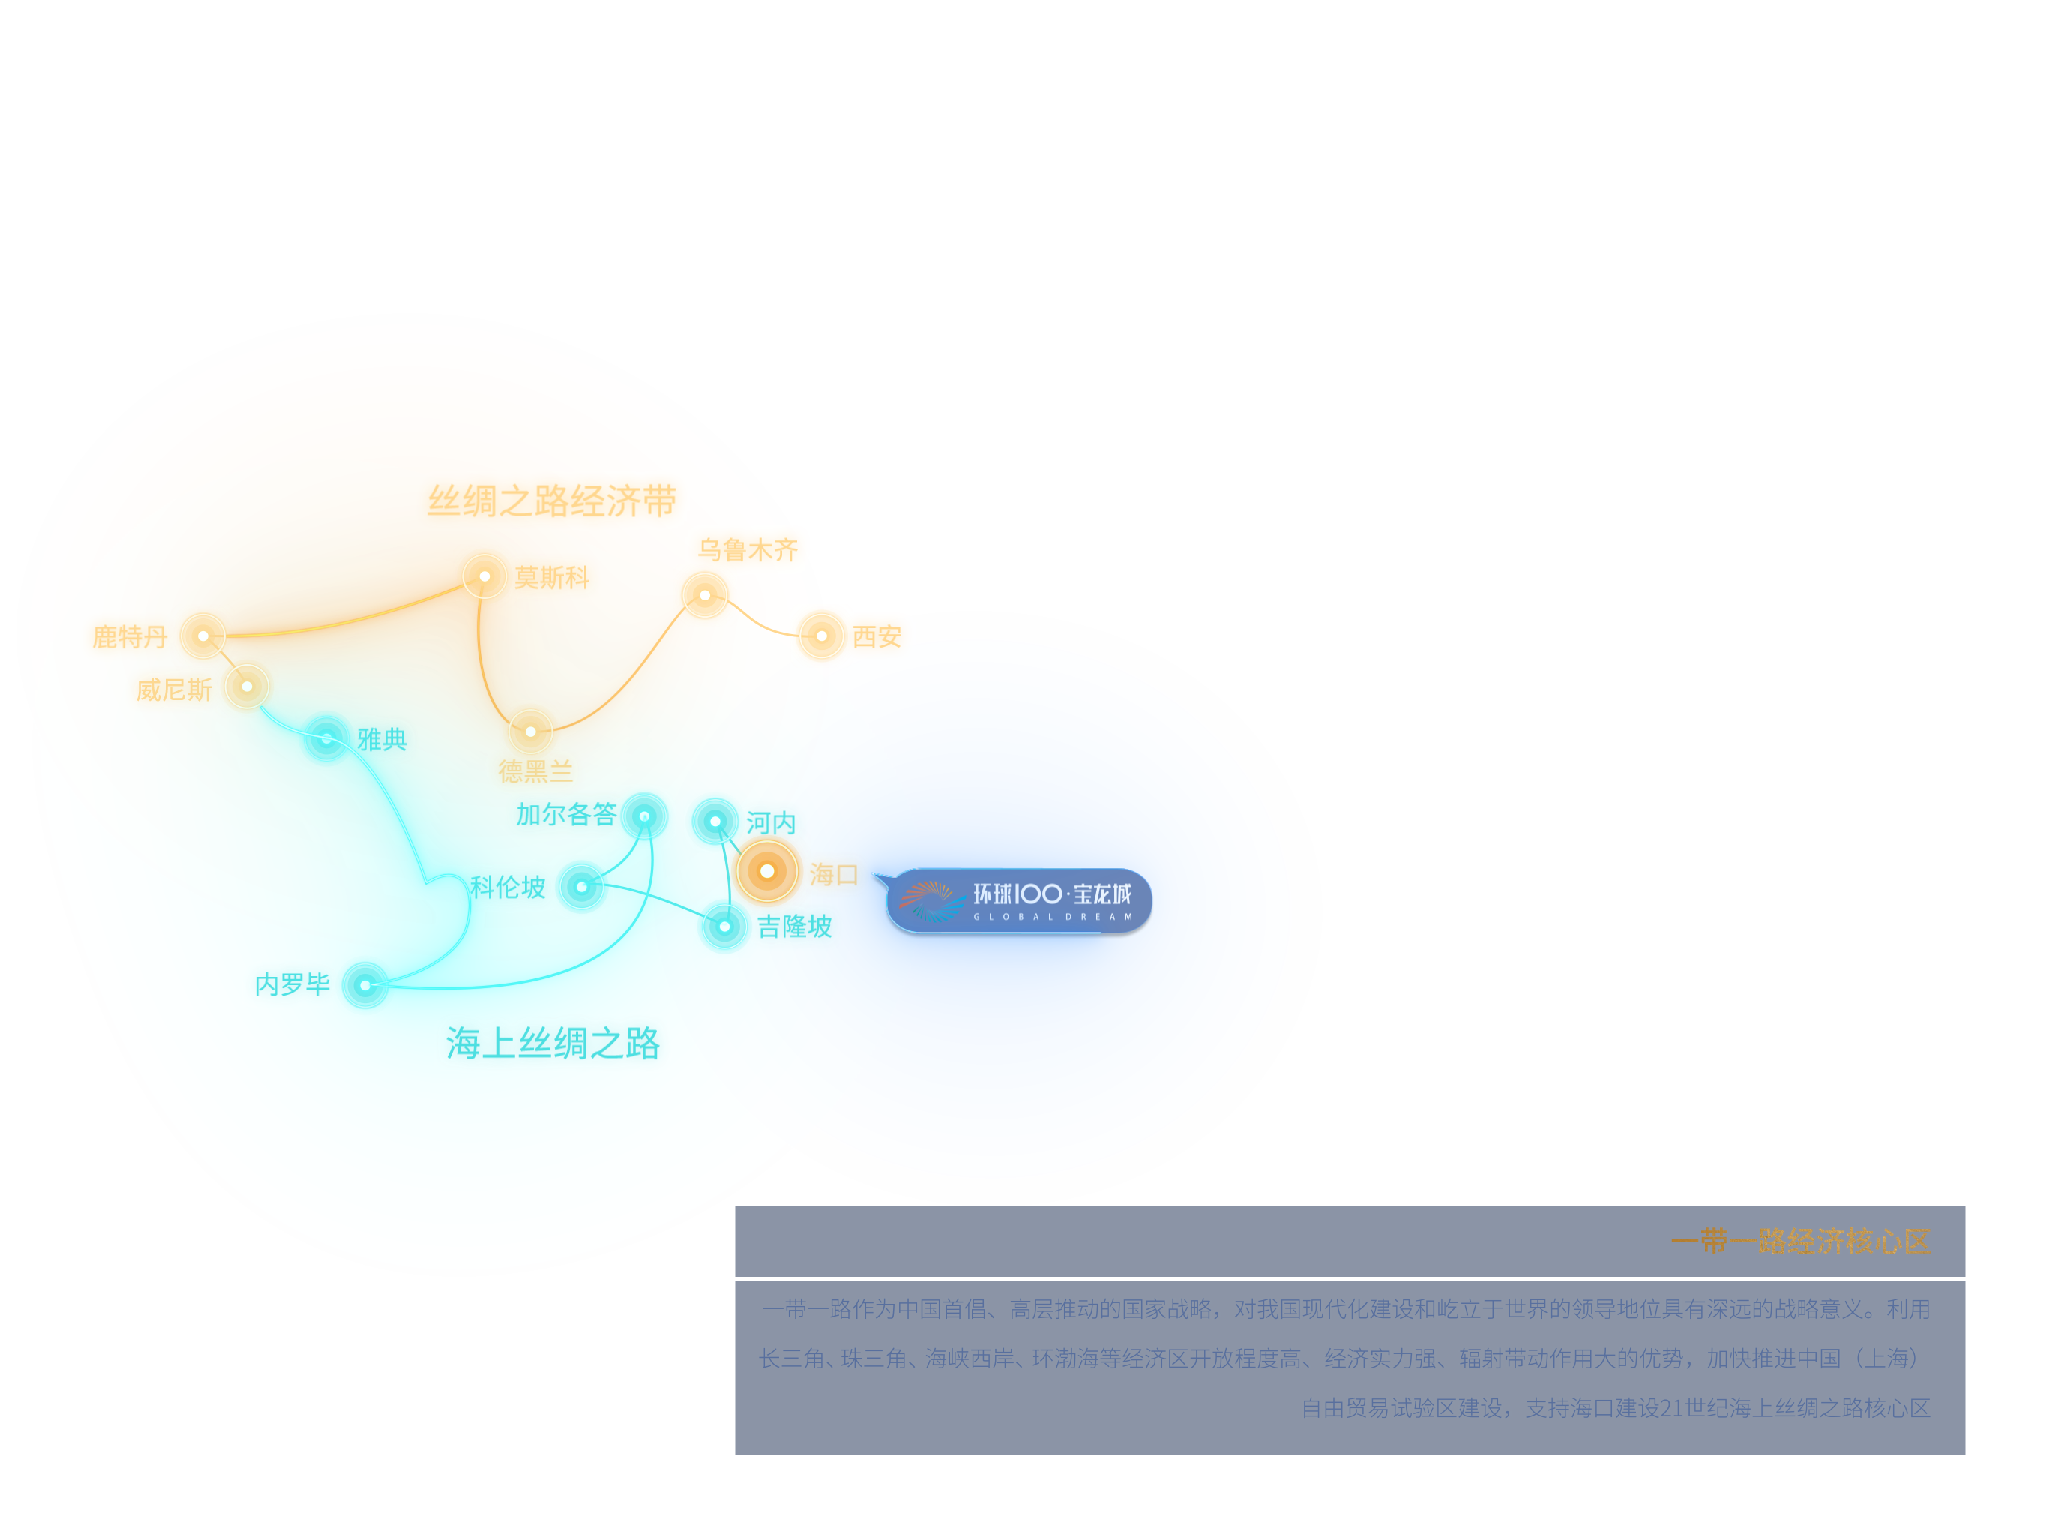 丝绸之路经济带
乌鲁木齐
莫斯科
鹿特丹
西安
威尼斯
雅典
德黑兰
加尔各答
河内
海口
科伦坡
环球100·宝龙城
GLOBAL DREAM
吉隆坡
内罗毕
海上丝绸之路
一带一路经济核心区
一带一路作为中国首倡、高层推动的国家战略，对我国现代化建设和屹立于世界的领导地位具有深远的战略意义。利用
长三角、珠三角、海峡西岸、环渤海等经济区开放程度高、经济实力强、辐射带动作用大的优势，加快推进中国（上海）
自由贸易试验区建设，支持海口建设21世纪海上丝绸之路核心区